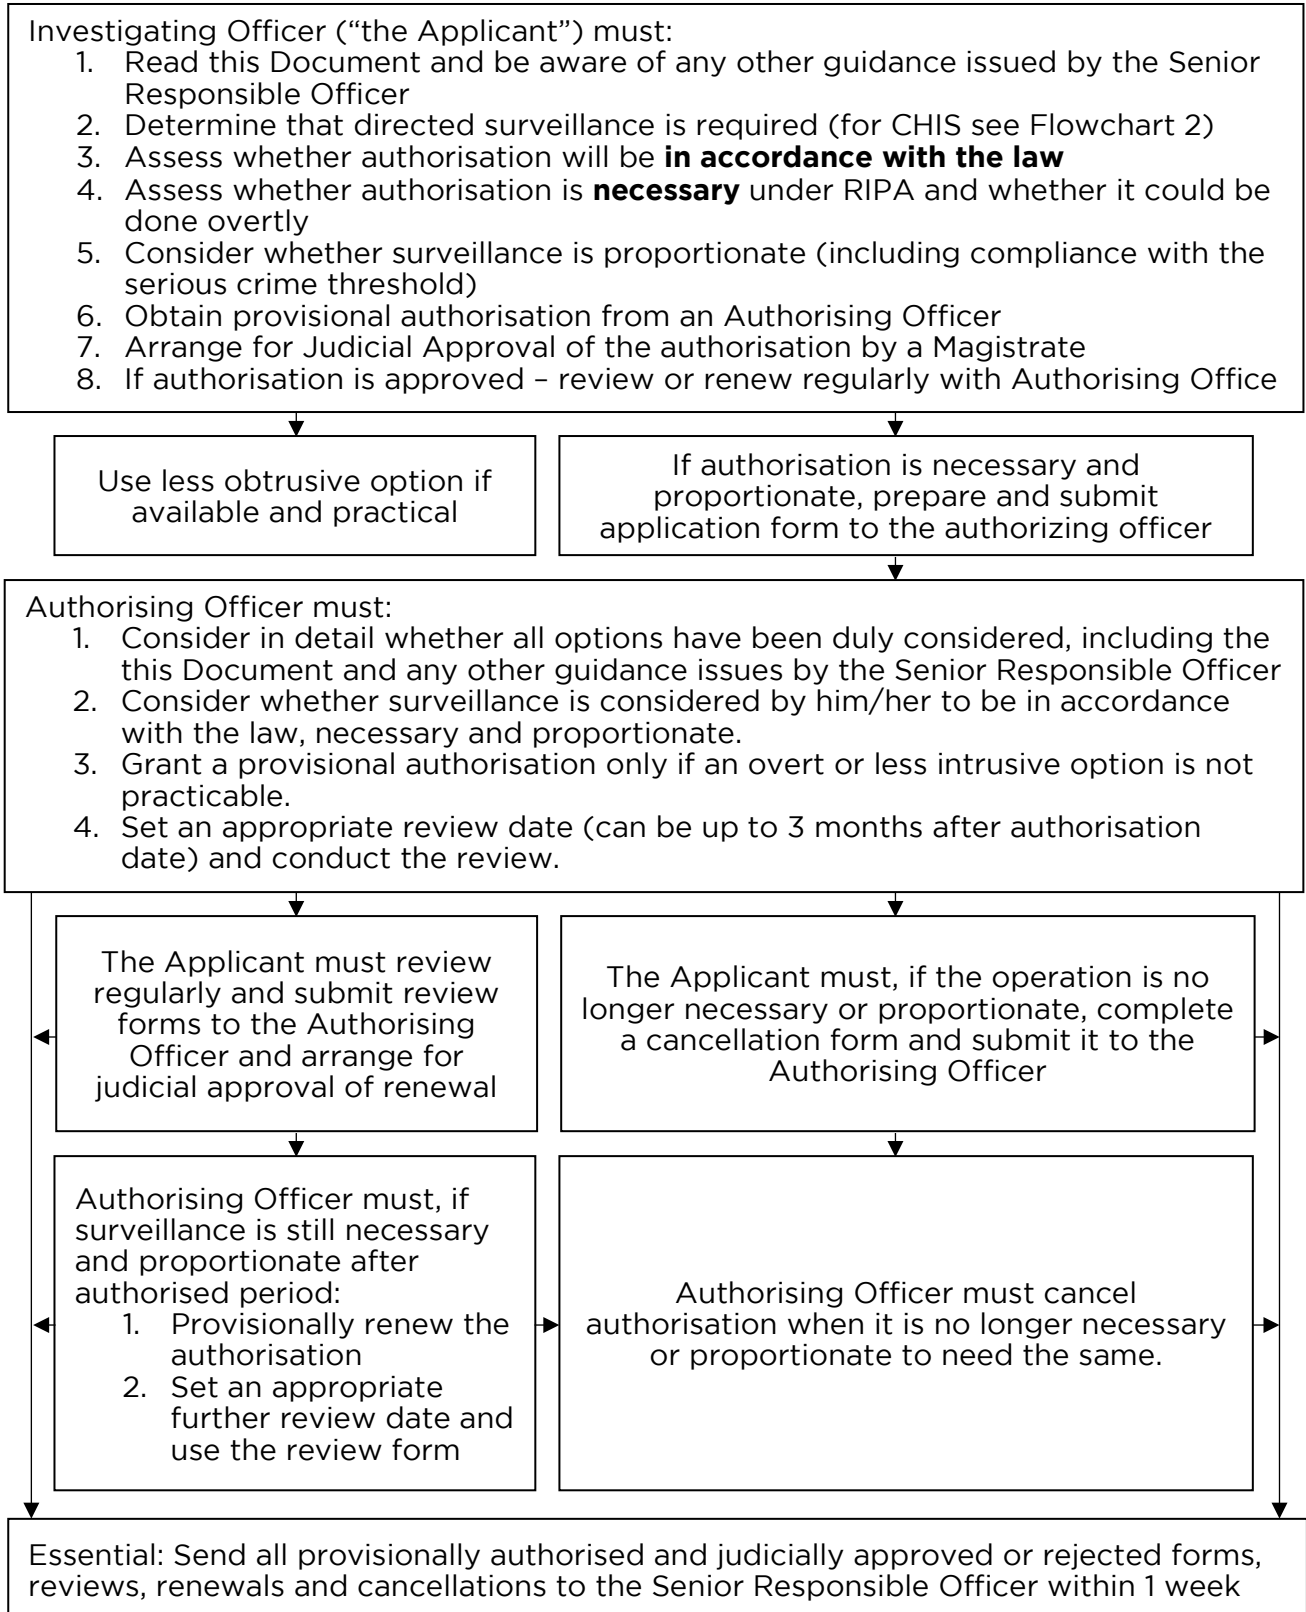 Investigating Officer (“the Applicant”) must:
1. Read this Document and be aware of any other guidance issued by the Senior
Responsible Officer
2. Determine that directed surveillance is required (for CHIS see Flowchart 2)
3. Assess whether authorisation will be in accordance with the law
4. Assess whether authorisation is necessary under RIPA and whether it could be
done overtly
5. Consider whether surveillance is proportionate (including compliance with the
serious crime threshold)
6. Obtain provisional authorisation from an Authorising Officer
7. Arrange for Judicial Approval of the authorisation by a Magistrate
8. If authorisation is approved – review or renew regularly with Authorising Office
Use less obtrusive option if
available and practical
If authorisation is necessary and
proportionate, prepare and submit
application form to the authorizing officer
Authorising Officer must:
1. Consider in detail whether all options have been duly considered, including the
this Document and any other guidance issues by the Senior Responsible Officer
2. Consider whether surveillance is considered by him/her to be in accordance
with the law, necessary and proportionate.
3. Grant a provisional authorisation only if an overt or less intrusive option is not
practicable.
4. Set an appropriate review date (can be up to 3 months after authorisation
date) and conduct the review.
The Applicant must review
regularly and submit review
forms to the Authorising
Officer and arrange for
judicial approval of renewal
The Applicant must, if the operation is no
longer necessary or proportionate, complete
a cancellation form and submit it to the
Authorising Officer
Authorising Officer must, if
surveillance is still necessary
and proportionate after
authorised period:
1. Provisionally renew the
authorisation
2. Set an appropriate
further review date and
use the review form
Authorising Officer must cancel
authorisation when it is no longer necessary
or proportionate to need the same.
Essential: Send all provisionally authorised and judicially approved or rejected forms,
reviews, renewals and cancellations to the Senior Responsible Officer within 1 week